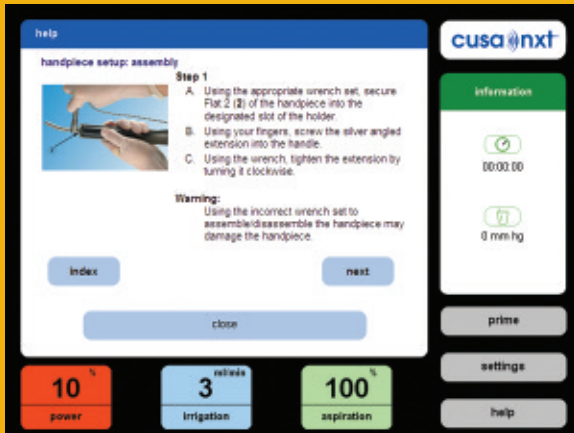 help
cusa nxt
handpiece setup: assembly
Step 1
A. Using the appropriate wrench set, secure
Flat 2 (2) of the handpiece into the
designated slot of the holder.
B. Using your fingers, screw the silver angled
extension into the handle.
C. Using the wrench, tighten the extension by
turning it clockwise.
Warning:
Using the incorrect wrench set to
assemble/disassemble the handpiece may
damage the handpiece.
index
next
close
information
00:00:00
0 mm hg
prime
settings
help
%
10
power
ml/min
3
irrigation
%
100
aspiration